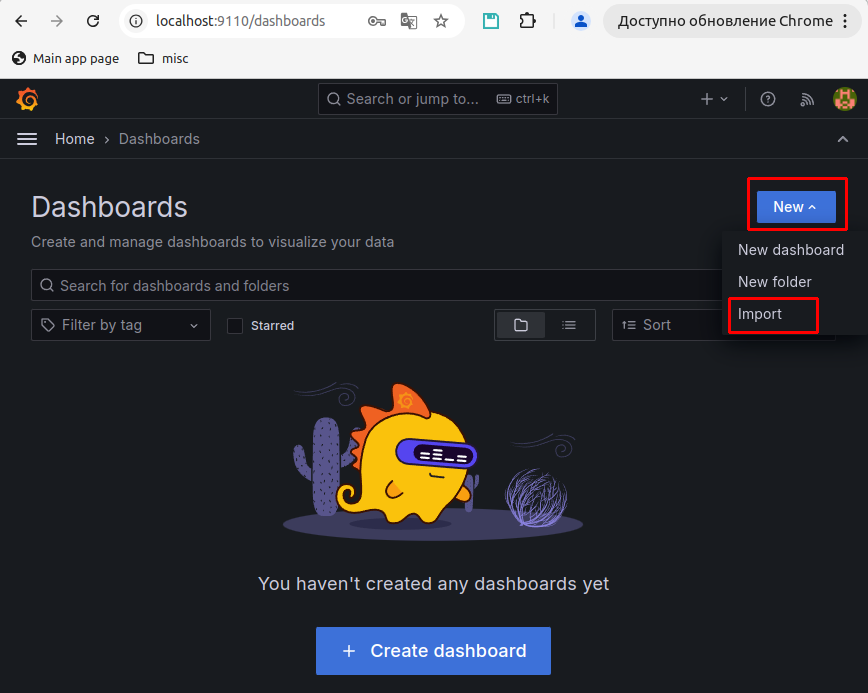 localhost:9110/dashboards
Доступно обновление Chrome
Main app page
misc
Search or jump to...
ctrl+k
Home › Dashboards
Dashboards
New
Create and manage dashboards to visualize your data
New dashboard
New folder
Import
Search for dashboards and folders
Filter by tag
Starred
Sort
You haven't created any dashboards yet
+ Create dashboard